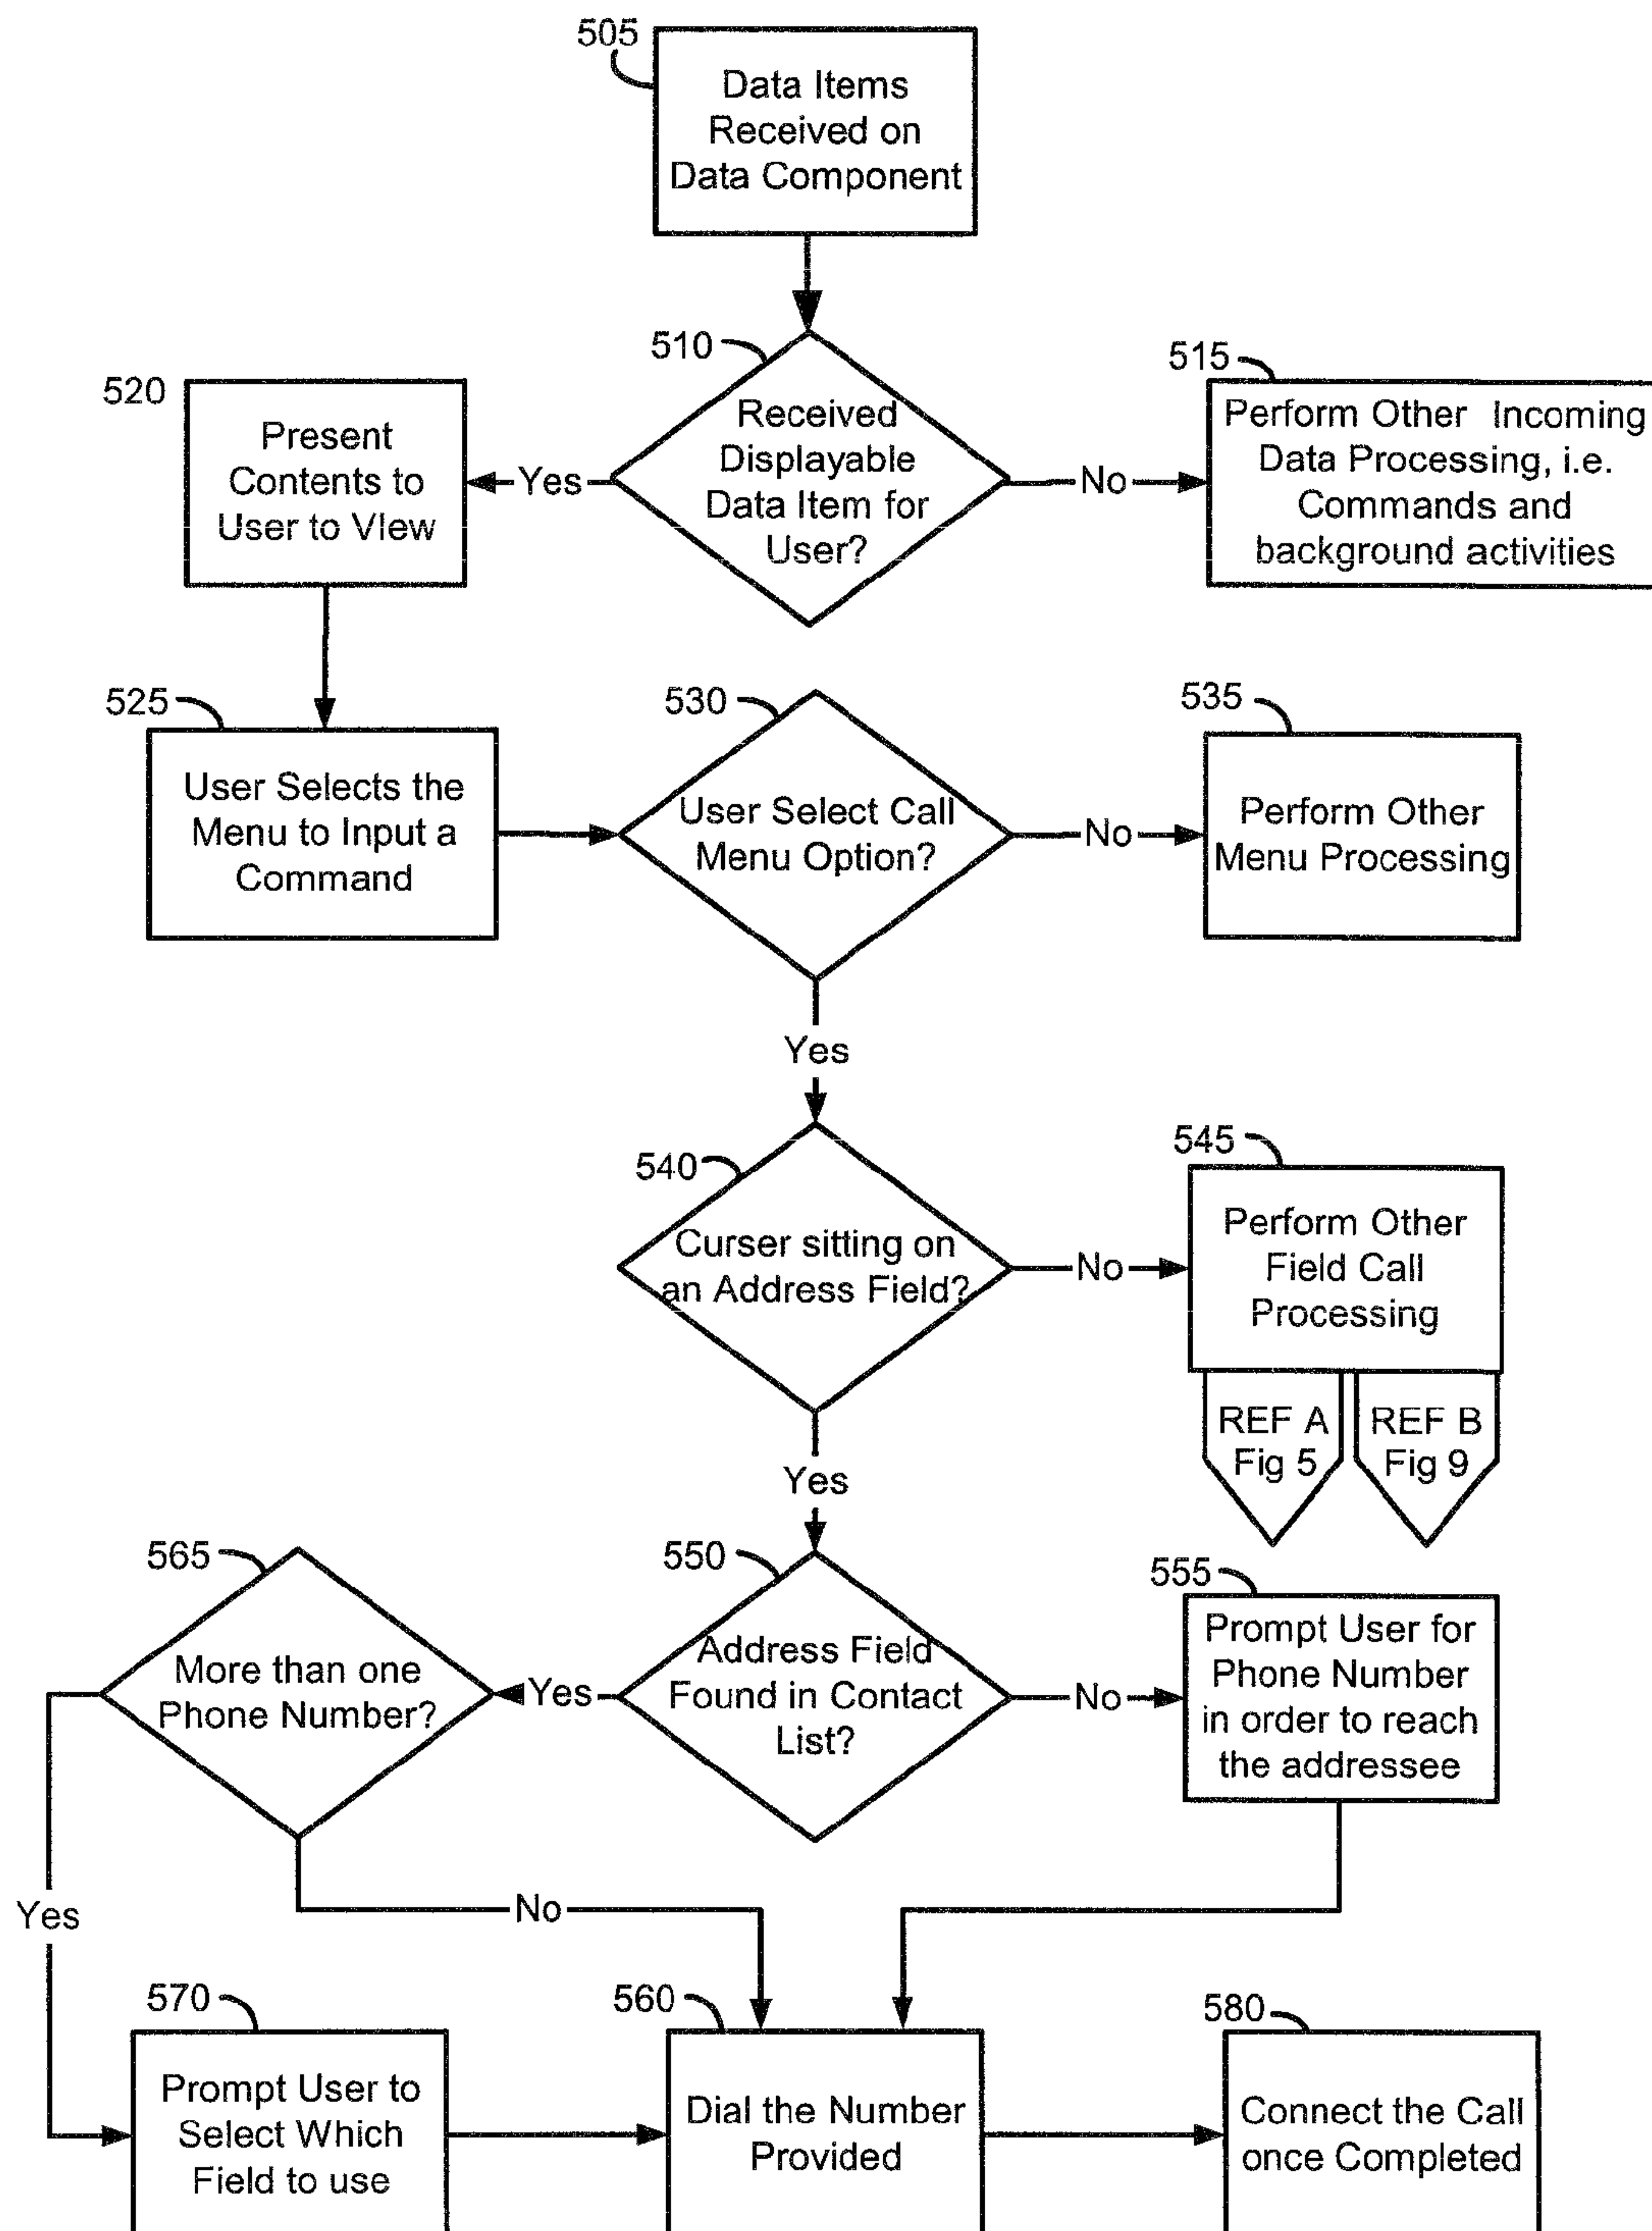 505
Data Items
Received on
Data Component
510
Received
Displayable
Data Item for
User?
515
Perform Other Incoming
Data Processing, i.e.
Commands and
background activities
520
Present
Contents to
User to VIew
Yes
No
525
User Selects the
Menu to Input a
Command
530
User Select Call
Menu Option?
No
535
Perform Other
Menu Processing
Yes
540
Curser sitting on
an Address Field?
No
545
Perform Other
Field Call
Processing
REF A
Fig 5
REF B
Fig 9
Yes
565
More than one
Phone Number?
550
Address Field
Found in Contact
List?
Yes
No
555
Prompt User for
Phone Number
in order to reach
the addressee
Yes
No
570
Prompt User to
Select Which
Field to use
560
Dial the Number
Provided
580
Connect the Call
once Completed